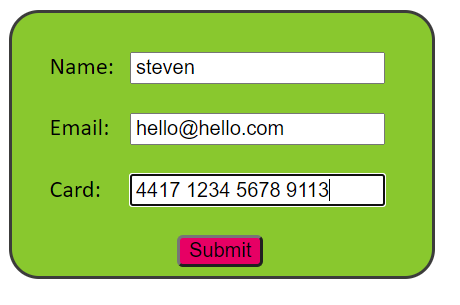 Name: steven
Email: hello@hello.com
Card: 4417 1234 5678 9113
Submit